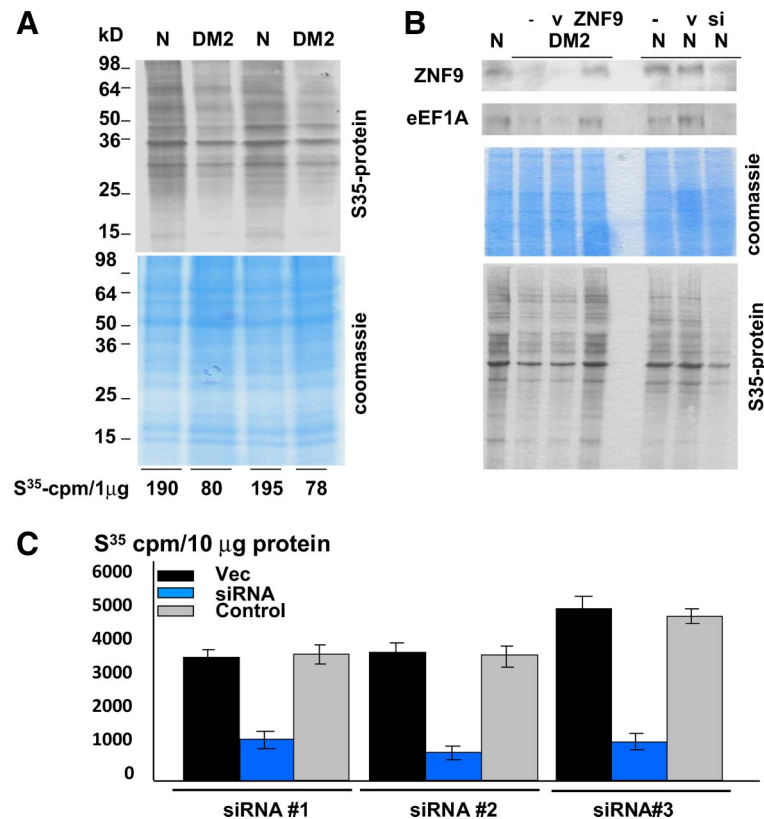 A
kD N DM2 N DM2
98
64
50
36
25
15
S35-protein
98
64
50
36
25
15
coomassie
S³⁵-cpm/1μg 190 80 195 78
B
- v ZNF9 - v si
N DM2 N N N
ZNF9
eEF1A
coomassie
S35-protein
C
S³⁵ cpm/10 μg protein
6000
5000
4000
3000
2000
1000
0
Vec
siRNA
Control
siRNA #1 siRNA #2 siRNA#3